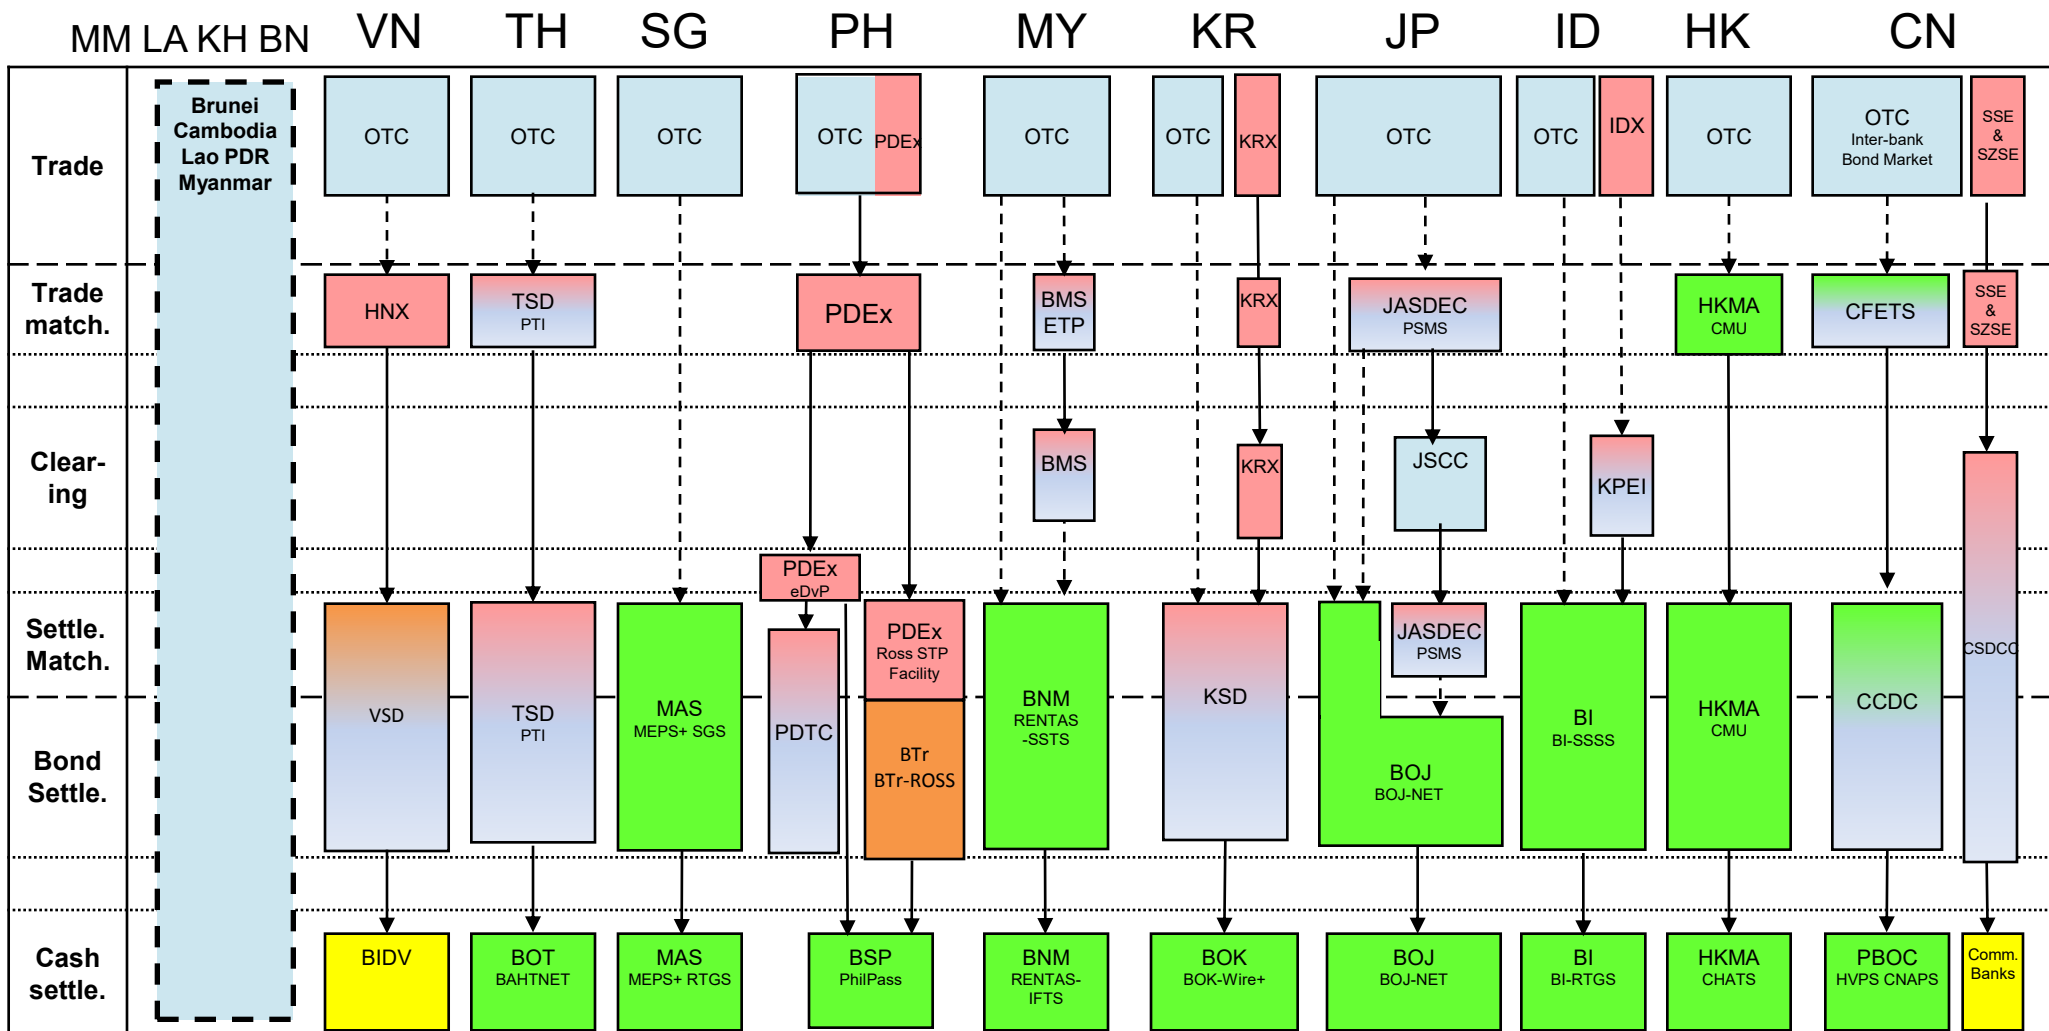 MM LA KH BN VN TH SG PH MY KR JP ID HK CN
Trade
Brunei
Cambodia
Lao PDR
Myanmar
OTC
OTC
OTC
OTC
PDEx
OTC
OTC
KRX
OTC
OTC
IDX
OTC
OTC
Inter-bank
Bond Market
SSE
&
SZSE
Trade
match.
HNX
TSD
PTI
PDEx
BMS
ETP
KRX
JASDEC
PSMS
HKMA
CMU
CFETS
SSE
&
SZSE
Clear-
ing
BMS
KRX
JSCC
KPEI
PDEx
eDvP
Settle.
Match.
PDEx
Ross STP
Facility
JASDEC
PSMS
CSDCC
Bond
Settle.
VSD
TSD
PTI
MAS
MEPS+ SGS
PDTC
BTr
BTr-ROSS
BNM
RENTAS
-SSTS
KSD
BOJ
BOJ-NET
BI
BI-SSSS
HKMA
CMU
CCDC
Cash
settle.
BIDV
BOT
BAHTNET
MAS
MEPS+ RTGS
BSP
PhilPass
BNM
RENTAS-
IFTS
BOK
BOK-Wire+
BOJ
BOJ-NET
BI
BI-RTGS
HKMA
CHATS
PBOC
HVPS CNAPS
Comm.
Banks